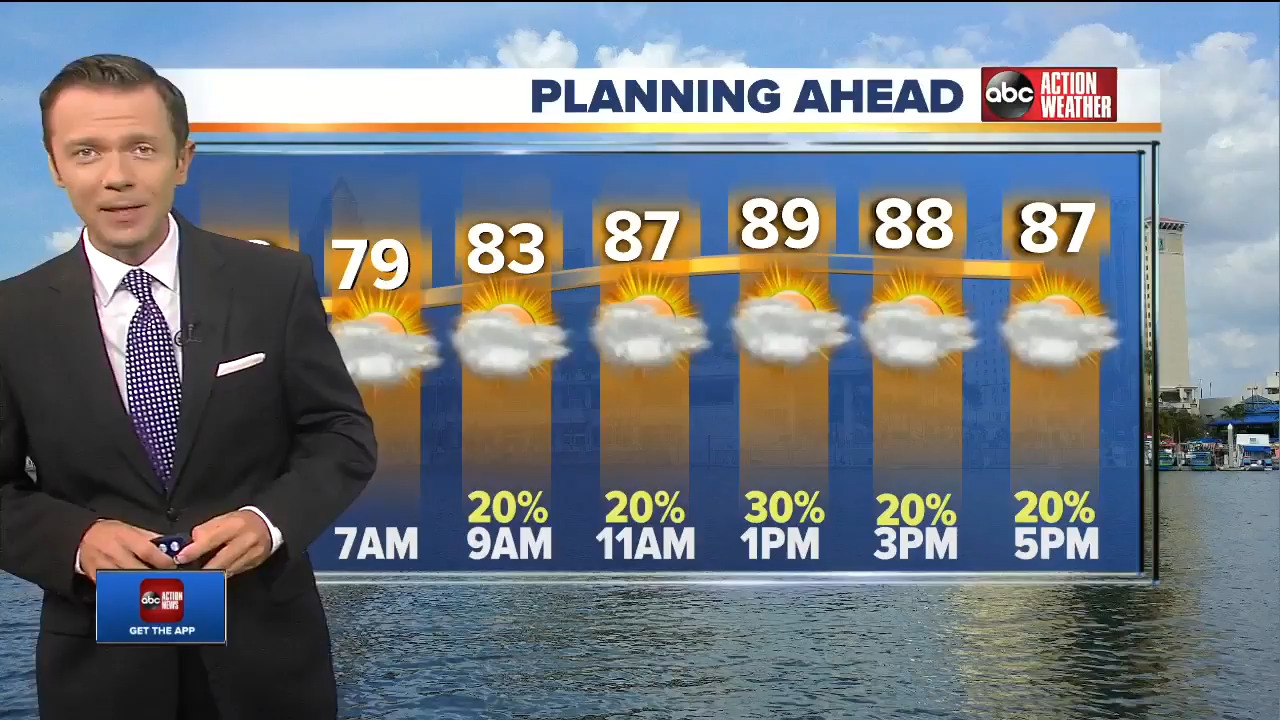 PLANNING AHEAD
abc ACTION WEATHER
79 83 87 89 88 87
20% 20% 30% 20% 20%
7AM 9AM 11AM 1PM 3PM 5PM
abc ACTION NEWS
GET THE APP